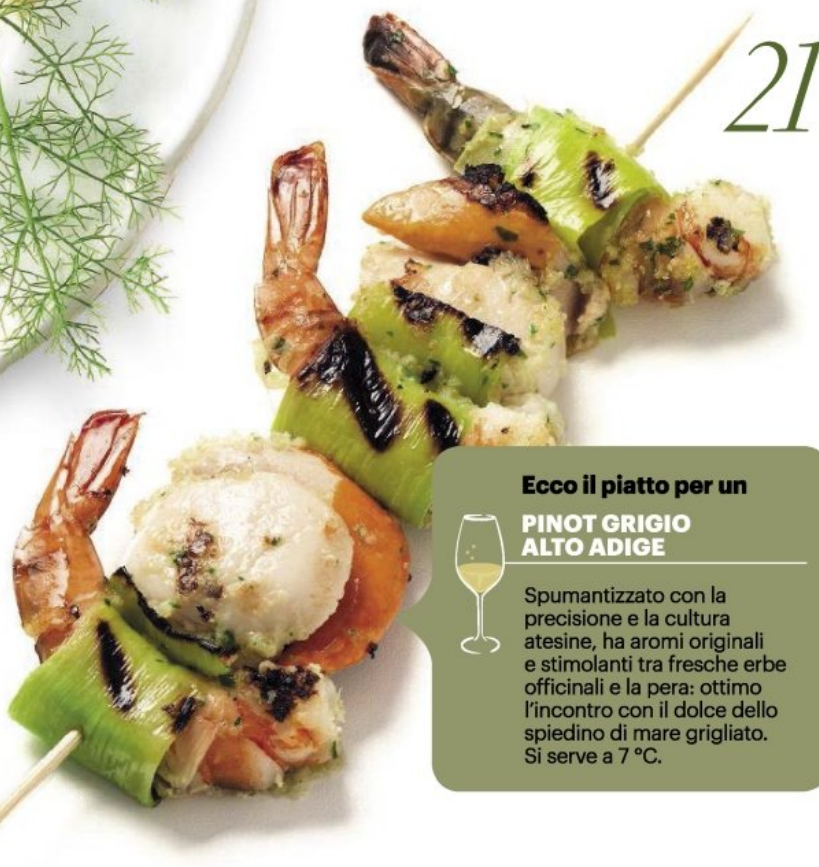 21
Ecco il piatto per un
PINOT GRIGIO
ALTO ADIGE
Spumantizzato con la
precisione e la cultura
atesine, ha aromi originali
e stimolanti tra fresche erbe
officinali e la pera: ottimo
l'incontro con il dolce dello
spiedino di mare grigliato.
Si serve a 7 °C.